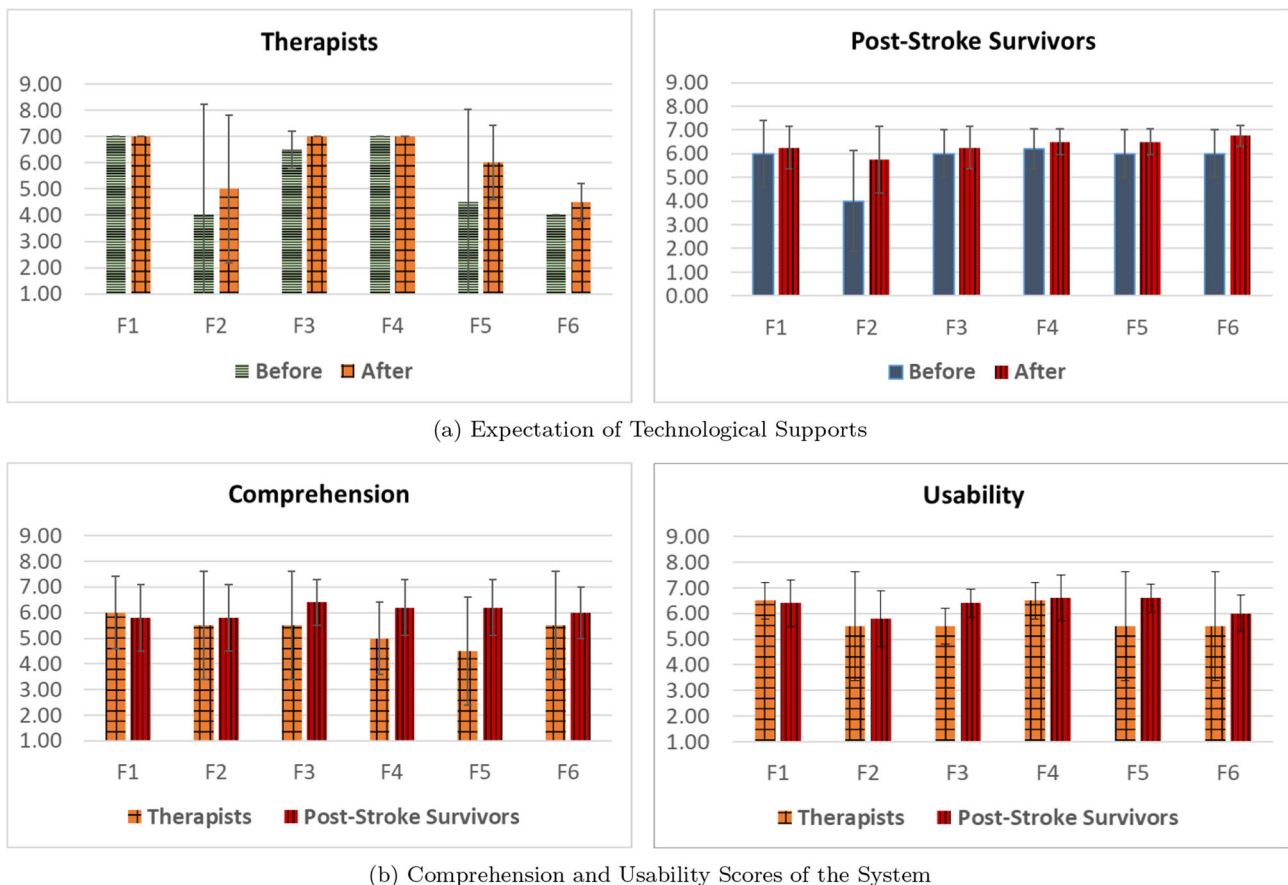 Therapists
9.00
8.00
7.00
6.00
5.00
4.00
3.00
2.00
1.00
F1 F2 F3 F4 F5 F6
Before After
Post-Stroke Survivors
9.00
8.00
7.00
6.00
5.00
4.00
3.00
2.00
1.00
0.00
F1 F2 F3 F4 F5 F6
Before After
(a) Expectation of Technological Supports
Comprehension
9.00
8.00
7.00
6.00
5.00
4.00
3.00
2.00
1.00
F1 F2 F3 F4 F5 F6
Therapists Post-Stroke Survivors
Usability
9.00
8.00
7.00
6.00
5.00
4.00
3.00
2.00
1.00
F1 F2 F3 F4 F5 F6
Therapists Post-Stroke Survivors
(b) Comprehension and Usability Scores of the System